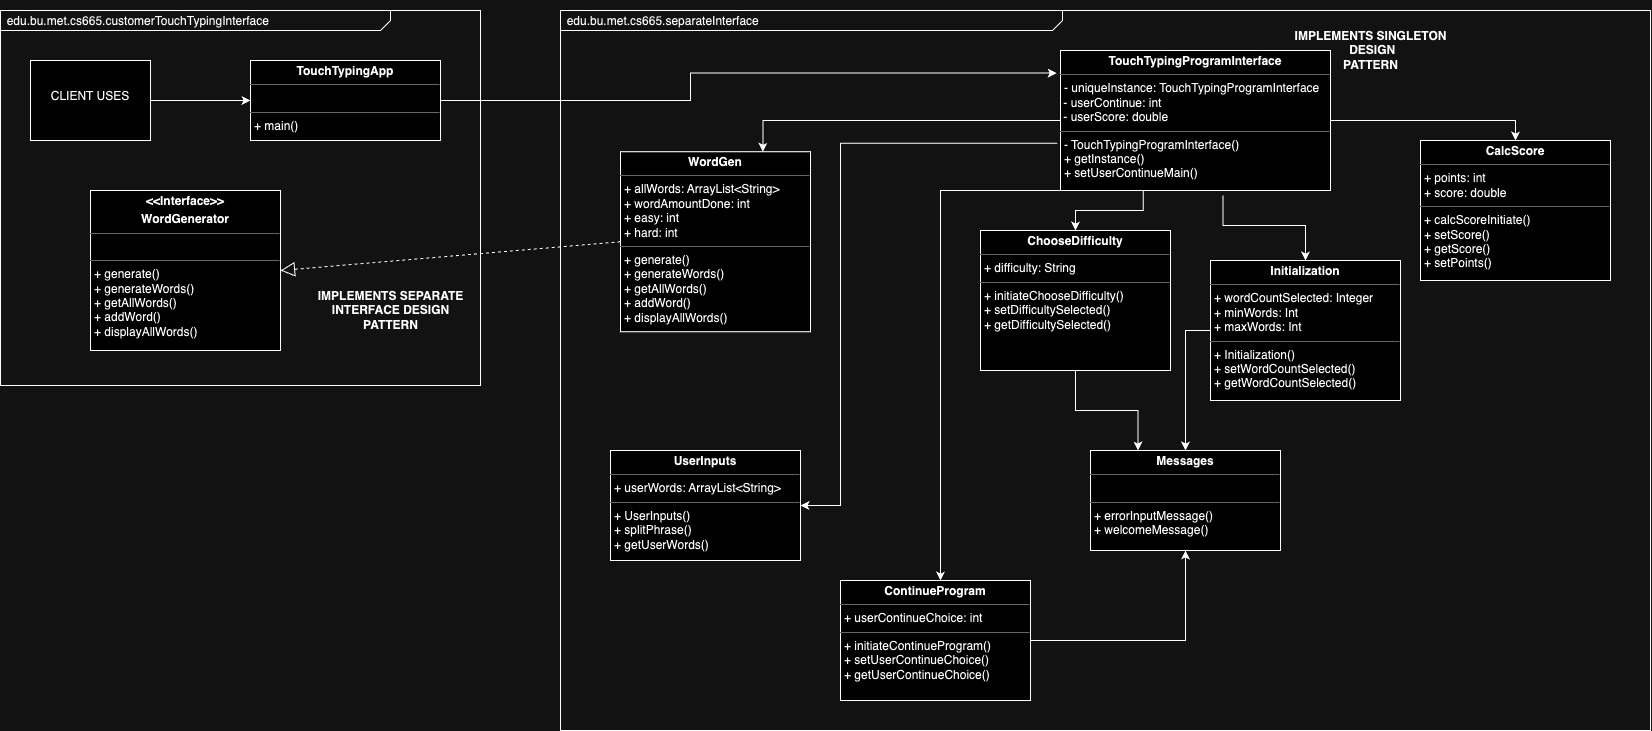 edu.bu.met.cs665.customerTouchTypingInterface
CLIENT USES
TouchTypingApp
+ main()
<<Interface>>
WordGenerator
+ generate()
+ generateWords()
+ getAllWords()
+ addWord()
+ displayAllWords()
IMPLEMENTS SEPARATE
INTERFACE DESIGN
PATTERN
edu.bu.met.cs665.separateInterface
IMPLEMENTS SINGLETON
DESIGN
PATTERN
TouchTypingProgramInterface
- uniqueInstance: TouchTypingProgramInterface
- userContinue: int
- userScore: double
- TouchTypingProgramInterface()
+ getInstance()
+ setUserContinueMain()
WordGen
+ allWords: ArrayList<String>
+ wordAmountDone: int
+ easy: int
+ hard: int
+ generate()
+ generateWords()
+ getAllWords()
+ addWord()
+ displayAllWords()
CalcScore
+ points: int
+ score: double
+ calcScoreInitiate()
+ setScore()
+ getScore()
+ setPoints()
ChooseDifficulty
+ difficulty: String
+ initiateChooseDifficulty()
+ setDifficultySelected()
+ getDifficultySelected()
Initialization
+ wordCountSelected: Integer
+ minWords: Int
+ maxWords: Int
+ Initialization()
+ setWordCountSelected()
+ getWordCountSelected()
UserInputs
+ userWords: ArrayList<String>
+ UserInputs()
+ splitPhrase()
+ getUserWords()
Messages
+ errorInputMessage()
+ welcomeMessage()
ContinueProgram
+ userContinueChoice: int
+ initiateContinueProgram()
+ setUserContinueChoice()
+ getUserContinueChoice()